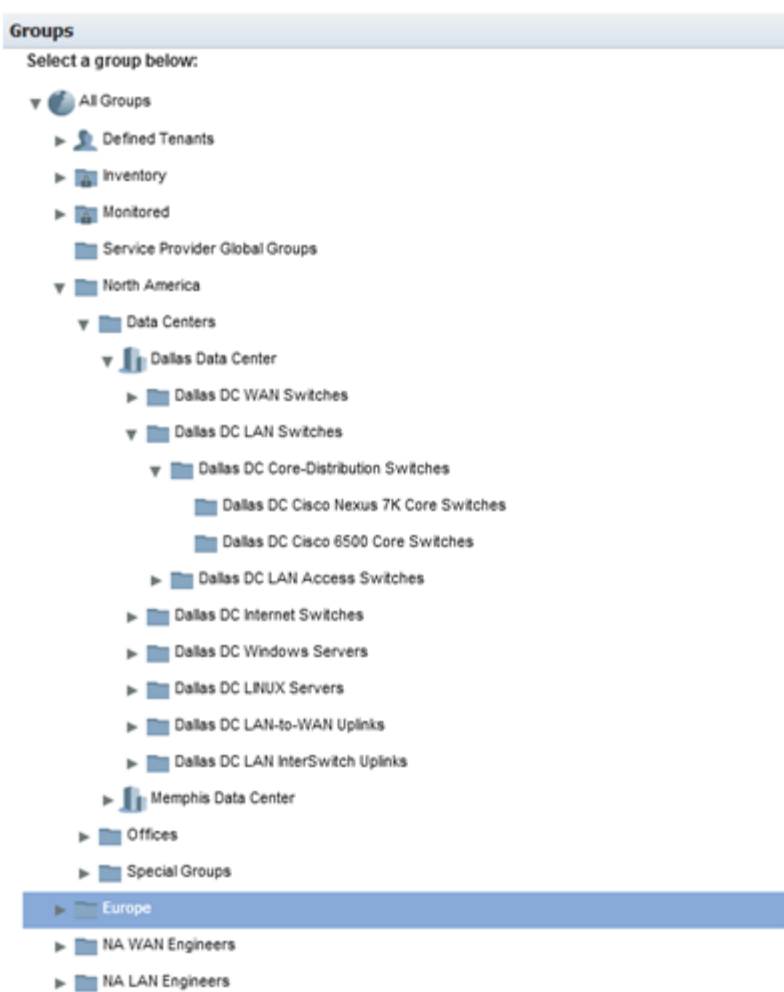 Groups
Select a group below:
All Groups
Defined Tenants
Inventory
Monitored
Service Provider Global Groups
North America
Data Centers
Dallas Data Center
Dallas DC WAN Switches
Dallas DC LAN Switches
Dallas DC Core-Distribution Switches
Dallas DC Cisco Nexus 7K Core Switches
Dallas DC Cisco 6500 Core Switches
Dallas DC LAN Access Switches
Dallas DC Internet Switches
Dallas DC Windows Servers
Dallas DC LINUX Servers
Dallas DC LAN-to-WAN Uplinks
Dallas DC LAN InterSwitch Uplinks
Memphis Data Center
Offices
Special Groups
Europe
NA WAN Engineers
NA LAN Engineers